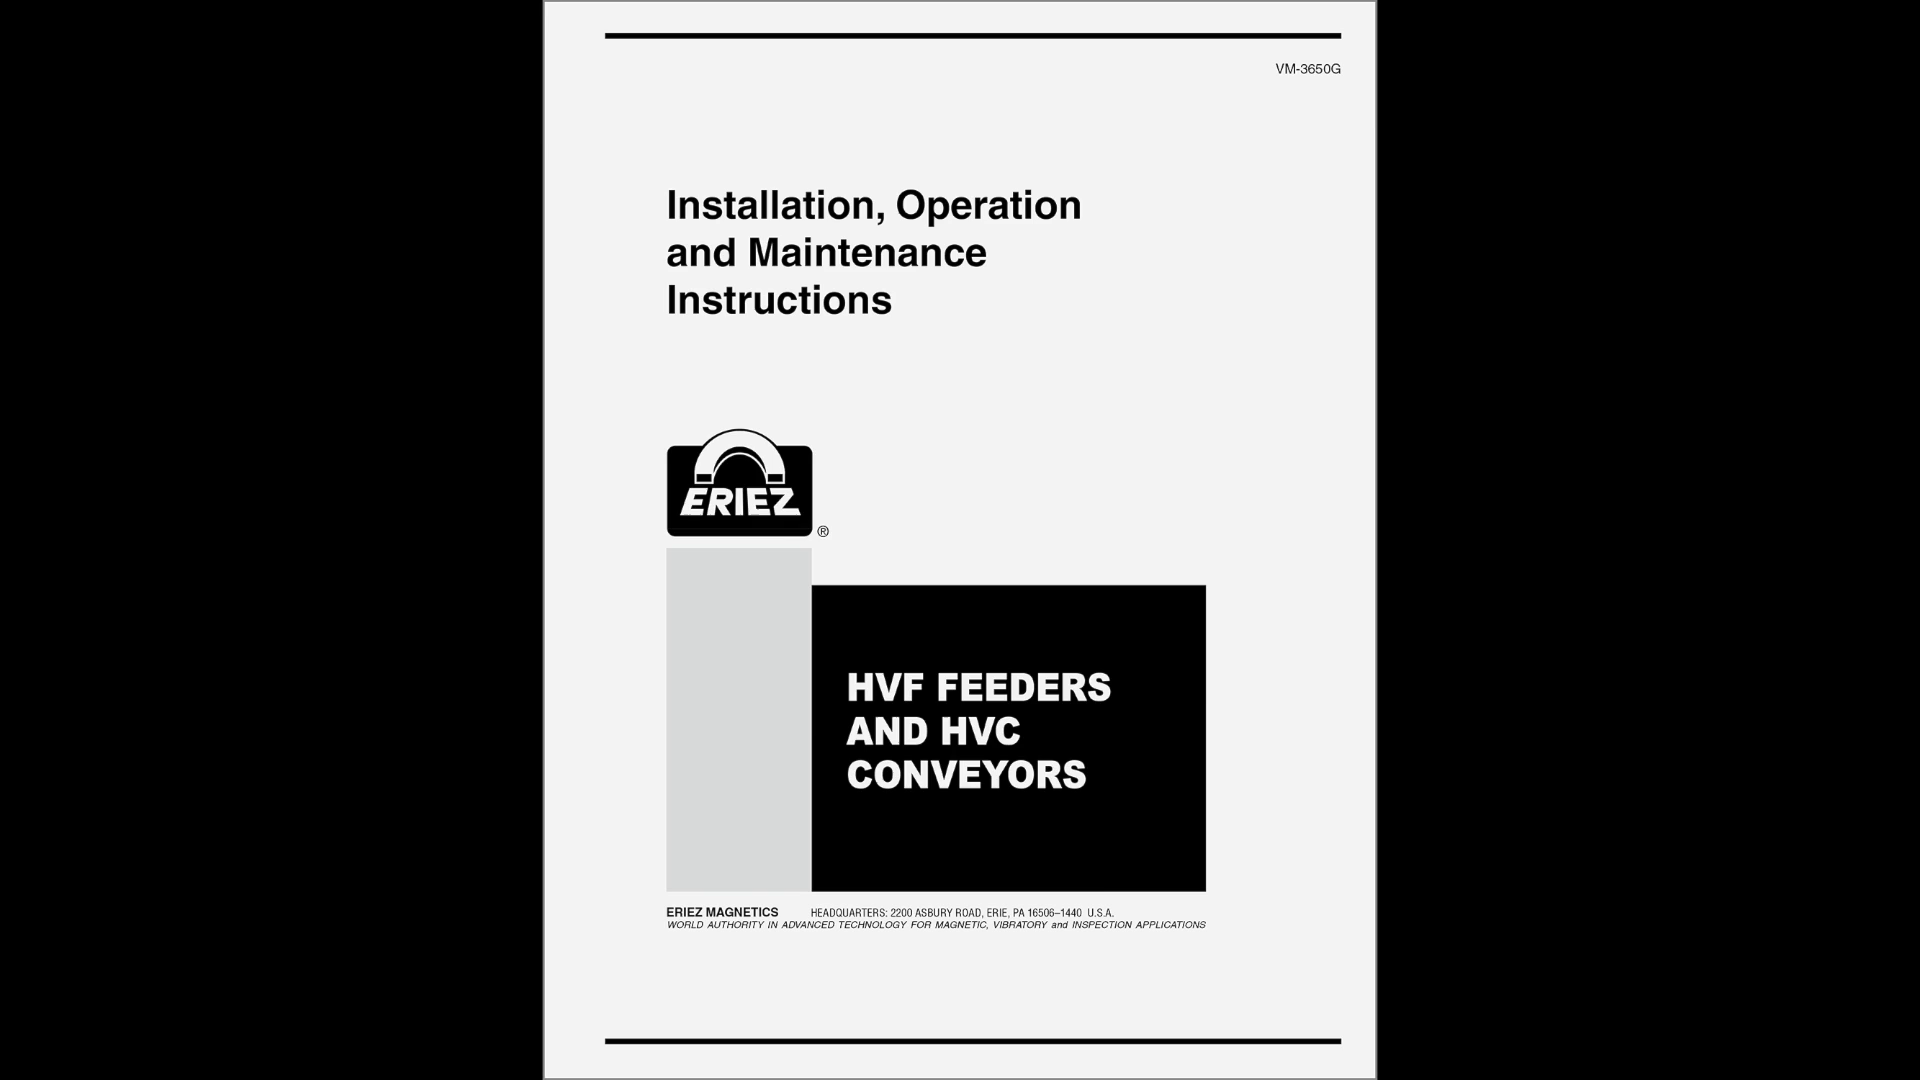 VM-3650G
Installation, Operation
and Maintenance
Instructions
ERIEZ
®
HVF FEEDERS
AND HVC
CONVEYORS
ERIEZ MAGNETICS HEADQUARTERS: 2200 ASBURY ROAD, ERIE, PA 16506–1440 U.S.A.
WORLD AUTHORITY IN ADVANCED TECHNOLOGY FOR MAGNETIC, VIBRATORY and INSPECTION APPLICATIONS